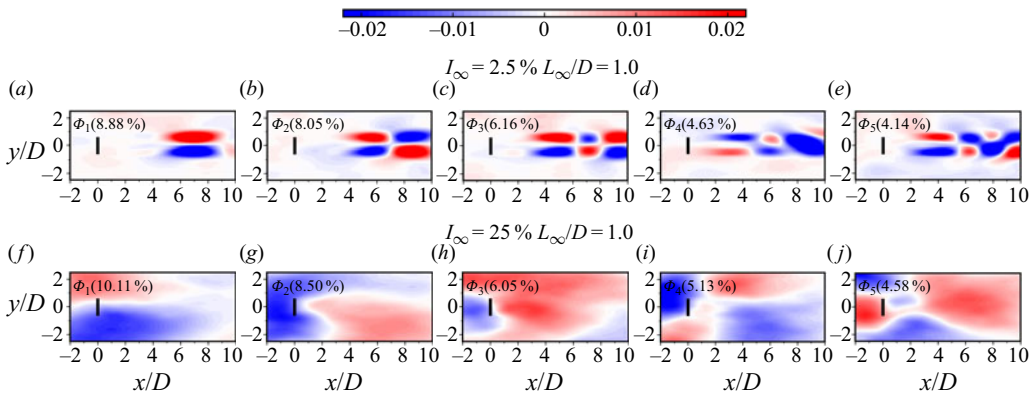 −0.02 −0.01 0 0.01 0.02
I∞ = 2.5 % L∞/D = 1.0
(a) (b) (c) (d) (e)
2 2 2 2 2
Φ1(8.88 %) Φ2(8.05 %) Φ3(6.16 %) Φ4(4.63 %) Φ5(4.14 %)
y/D 0 0 0 0 0
−2 −2 −2 −2 −2
−2 0 2 4 6 8 10 −2 0 2 4 6 8 10 −2 0 2 4 6 8 10 −2 0 2 4 6 8 10 −2 0 2 4 6 8 10
I∞ = 25 % L∞/D = 1.0
(f) (g) (h) (i) (j)
2 2 2 2 2
Φ1(10.11 %) Φ2(8.50 %) Φ3(6.05 %) Φ4(5.13 %) Φ5(4.58 %)
y/D 0 0 0 0 0
−2 −2 −2 −2 −2
−2 0 2 4 6 8 10 −2 0 2 4 6 8 10 −2 0 2 4 6 8 10 −2 0 2 4 6 8 10 −2 0 2 4 6 8 10
x/D x/D x/D x/D x/D